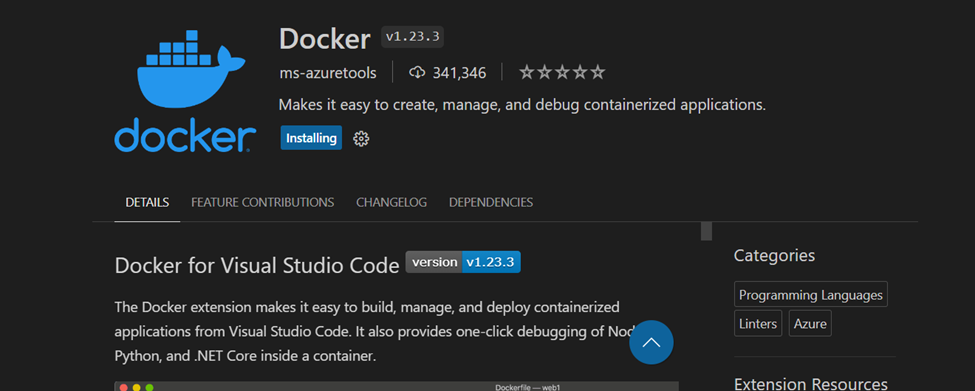 Docker v1.23.3
ms-azuretools 341,346
Makes it easy to create, manage, and debug containerized applications.
Installing
docker
DETAILS FEATURE CONTRIBUTIONS CHANGELOG DEPENDENCIES
Docker for Visual Studio Code version v1.23.3
The Docker extension makes it easy to build, manage, and deploy containerized
applications from Visual Studio Code. It also provides one-click debugging of
Python, and .NET Core inside a container.
Dockerfile — web1
Categories
Programming Languages
Linters Azure
Extension Resources